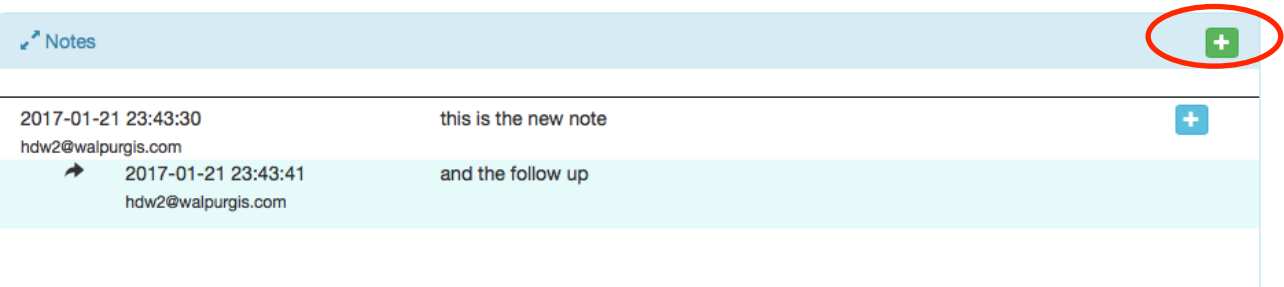 Notes
2017-01-21 23:43:30 this is the new note
hdw2@walpurgis.com
2017-01-21 23:43:41 and the follow up
hdw2@walpurgis.com